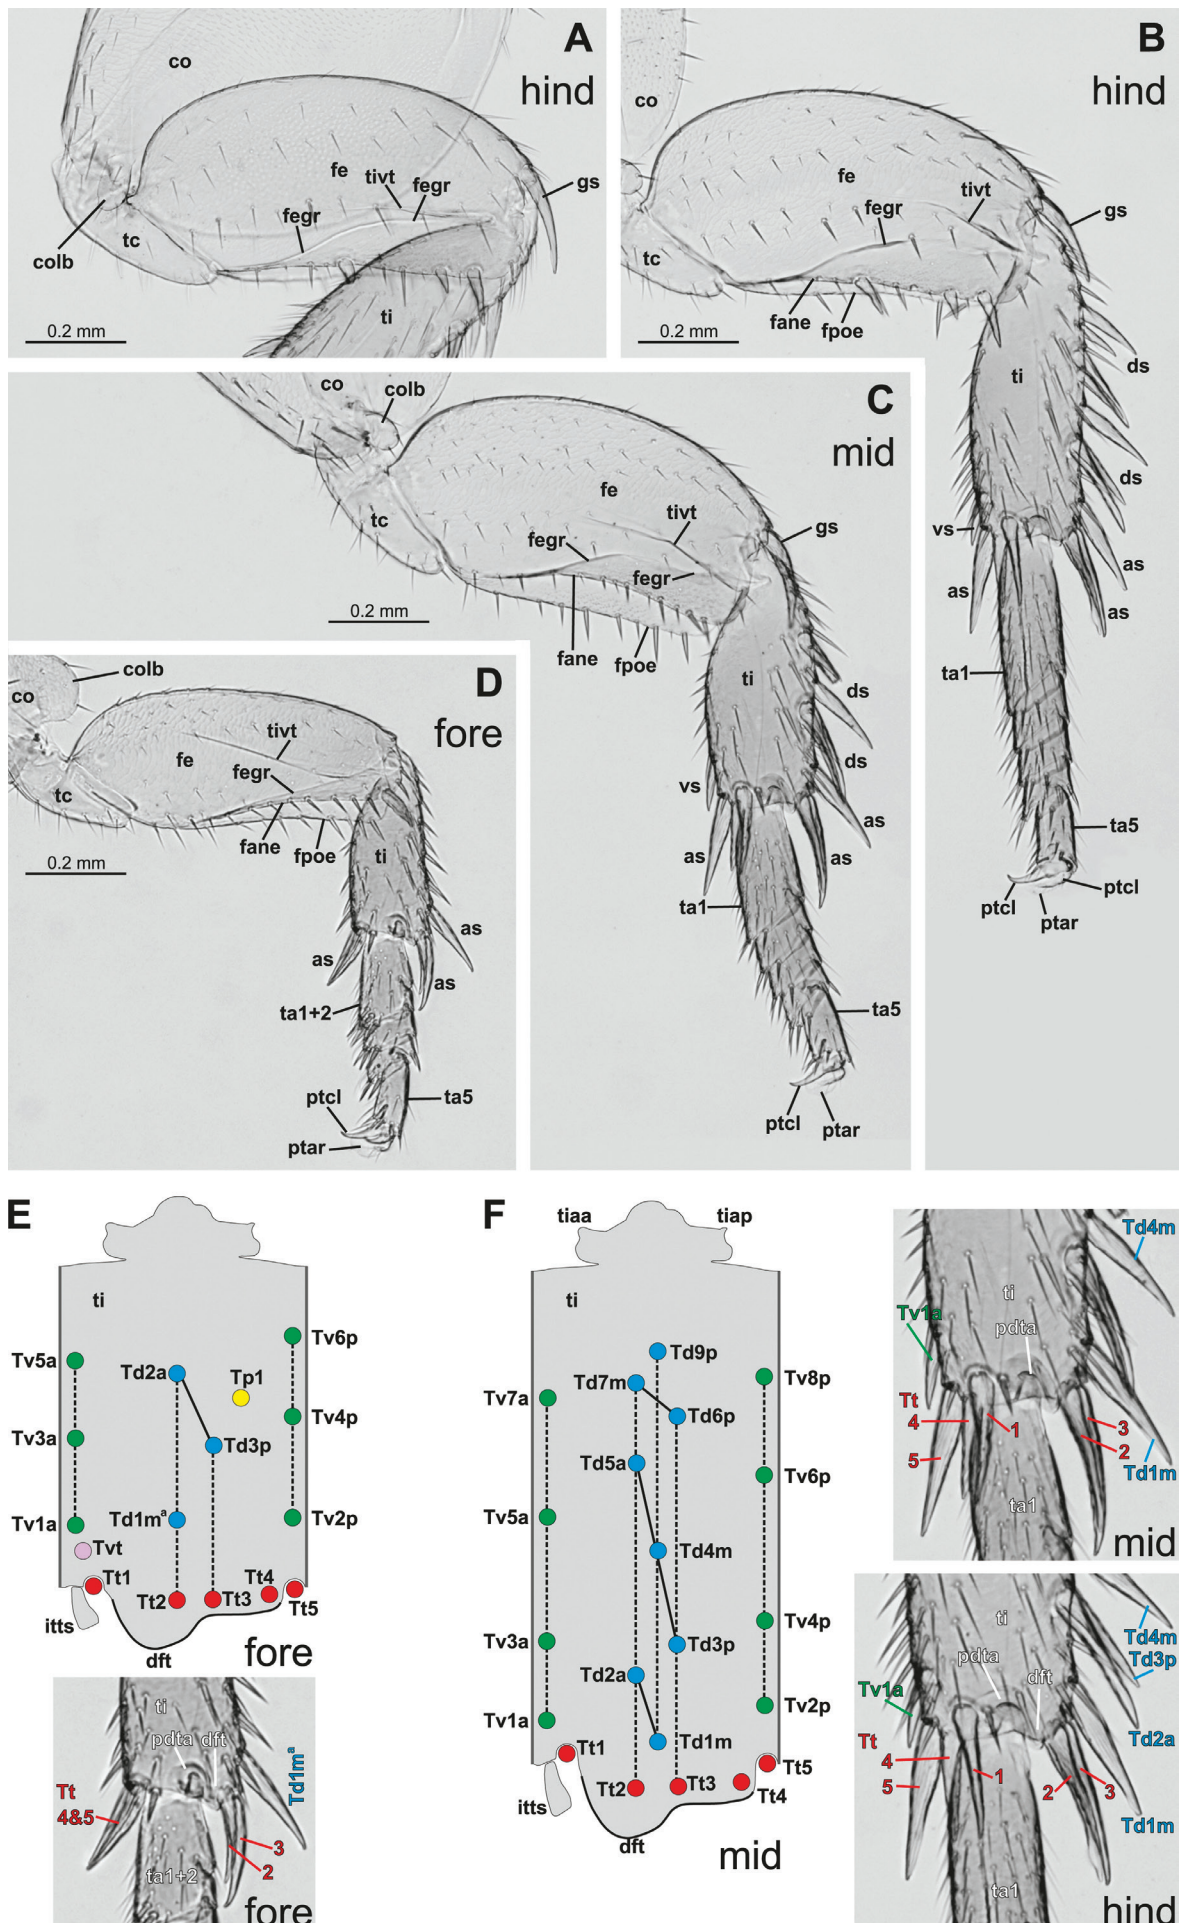 A
hind
co
fe
tivt
fegr
fegr
gs
colb
tc
ti
0.2 mm
B
hind
co
fe
tivt
fegr
gs
tc
fane
fpoe
0.2 mm
ds
ti
ds
vs
as
as
as
ta1
ta5
ptcl
ptcl
ptar
C
mid
co
colb
fe
tivt
tc
fegr
fegr
gs
0.2 mm
fane
fpoe
ti
ds
ds
vs
as
as
as
ta1
ta5
ptcl
ptar
D
fore
colb
co
tivt
fe
fegr
tc
fane
fpoe
0.2 mm
ti
as
as
as
ta1+2
ptcl
ta5
ptar
E
ti
Tv6p
Tv5a
Td2a
Tp1
Tv4p
Tv3a
Td3p
Tv1a
Td1mª
Tv2p
Tvt
Tt1
Tt4
Tt2
Tt3
Tt5
itts
dft
fore
ti
pdta
dft
Td1mª
Tt
4&5
3
2
ta1+2
fore
F
tiaa
tiap
ti
Td9p
Td7m
Tv8p
Tv7a
Td6p
Td5a
Tv6p
Tv5a
Td4m
Tv4p
Tv3a
Td3p
Td2a
Tv2p
Tv1a
Td1m
Tt1
Tt5
Tt2
Tt3
Tt4
itts
dft
mid
Td4m
ti
Tv1a
pdta
Tt
4
1
3
2
5
Td1m
ta1
mid
ti
Td4m
pdta
Td3p
dft
Tv1a
Td2a
Tt
4
1
3
5
2
Td1m
ta1
hind